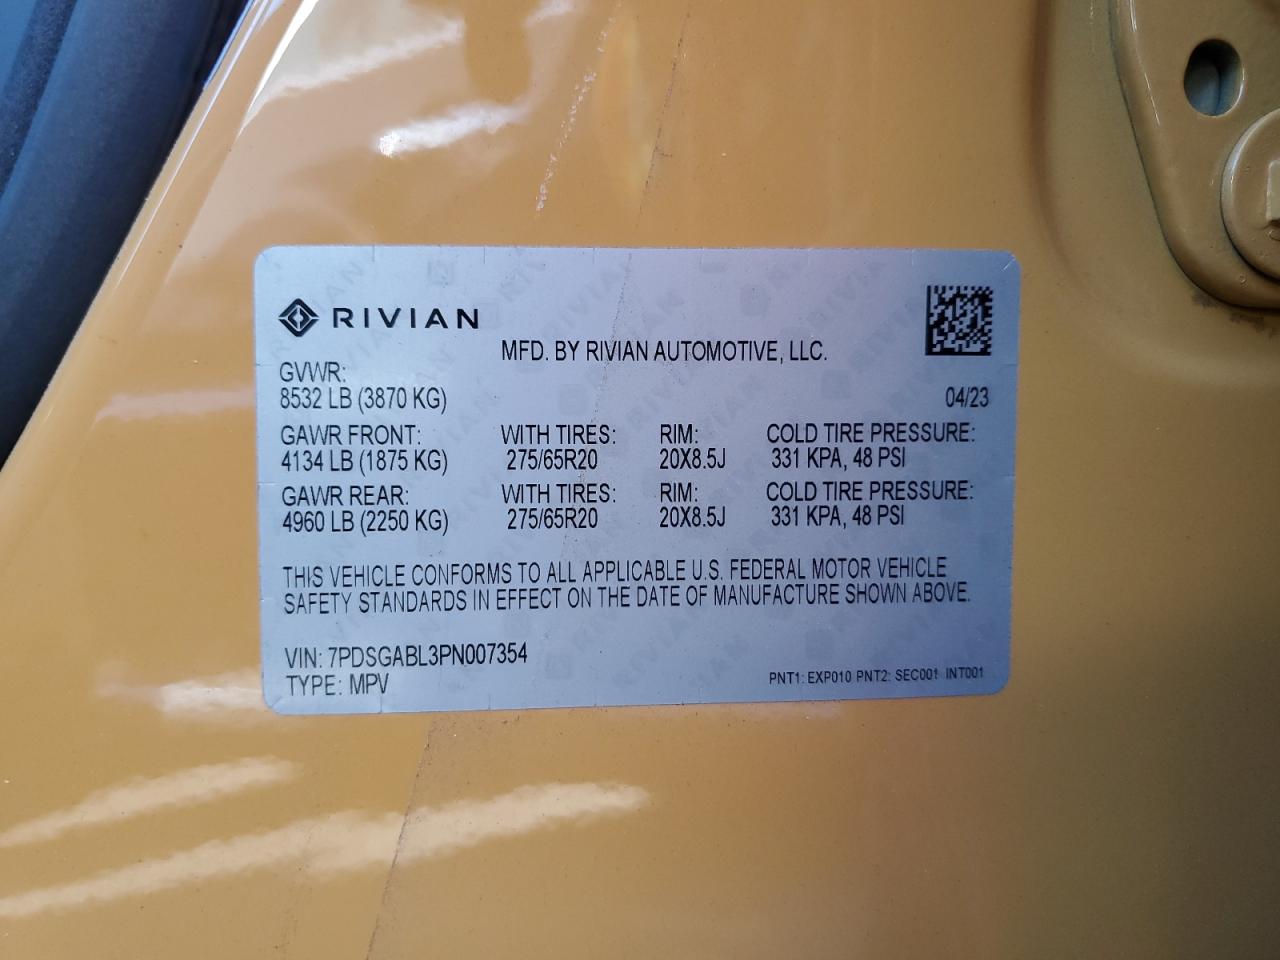 RIVIAN
MFD. BY RIVIAN AUTOMOTIVE, LLC.
GVWR:
8532 LB (3870 KG) 04/23
GAWR FRONT: WITH TIRES: RIM: COLD TIRE PRESSURE:
4134 LB (1875 KG) 275/65R20 20X8.5J 331 KPA, 48 PSI
GAWR REAR: WITH TIRES: RIM: COLD TIRE PRESSURE:
4960 LB (2250 KG) 275/65R20 20X8.5J 331 KPA, 48 PSI
THIS VEHICLE CONFORMS TO ALL APPLICABLE U.S. FEDERAL MOTOR VEHICLE
SAFETY STANDARDS IN EFFECT ON THE DATE OF MANUFACTURE SHOWN ABOVE.
VIN: 7PDSGABL3PN007354
TYPE: MPV PNT1: EXP010 PNT2: SEC001 INT001